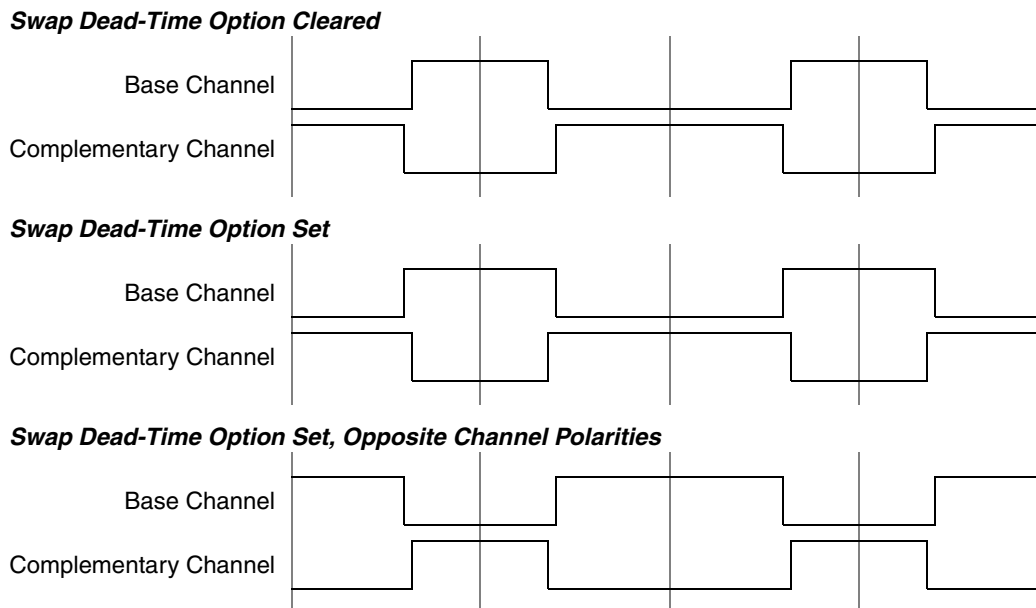 Swap Dead-Time Option Cleared
Base Channel
Complementary Channel
Swap Dead-Time Option Set
Base Channel
Complementary Channel
Swap Dead-Time Option Set, Opposite Channel Polarities
Base Channel
Complementary Channel